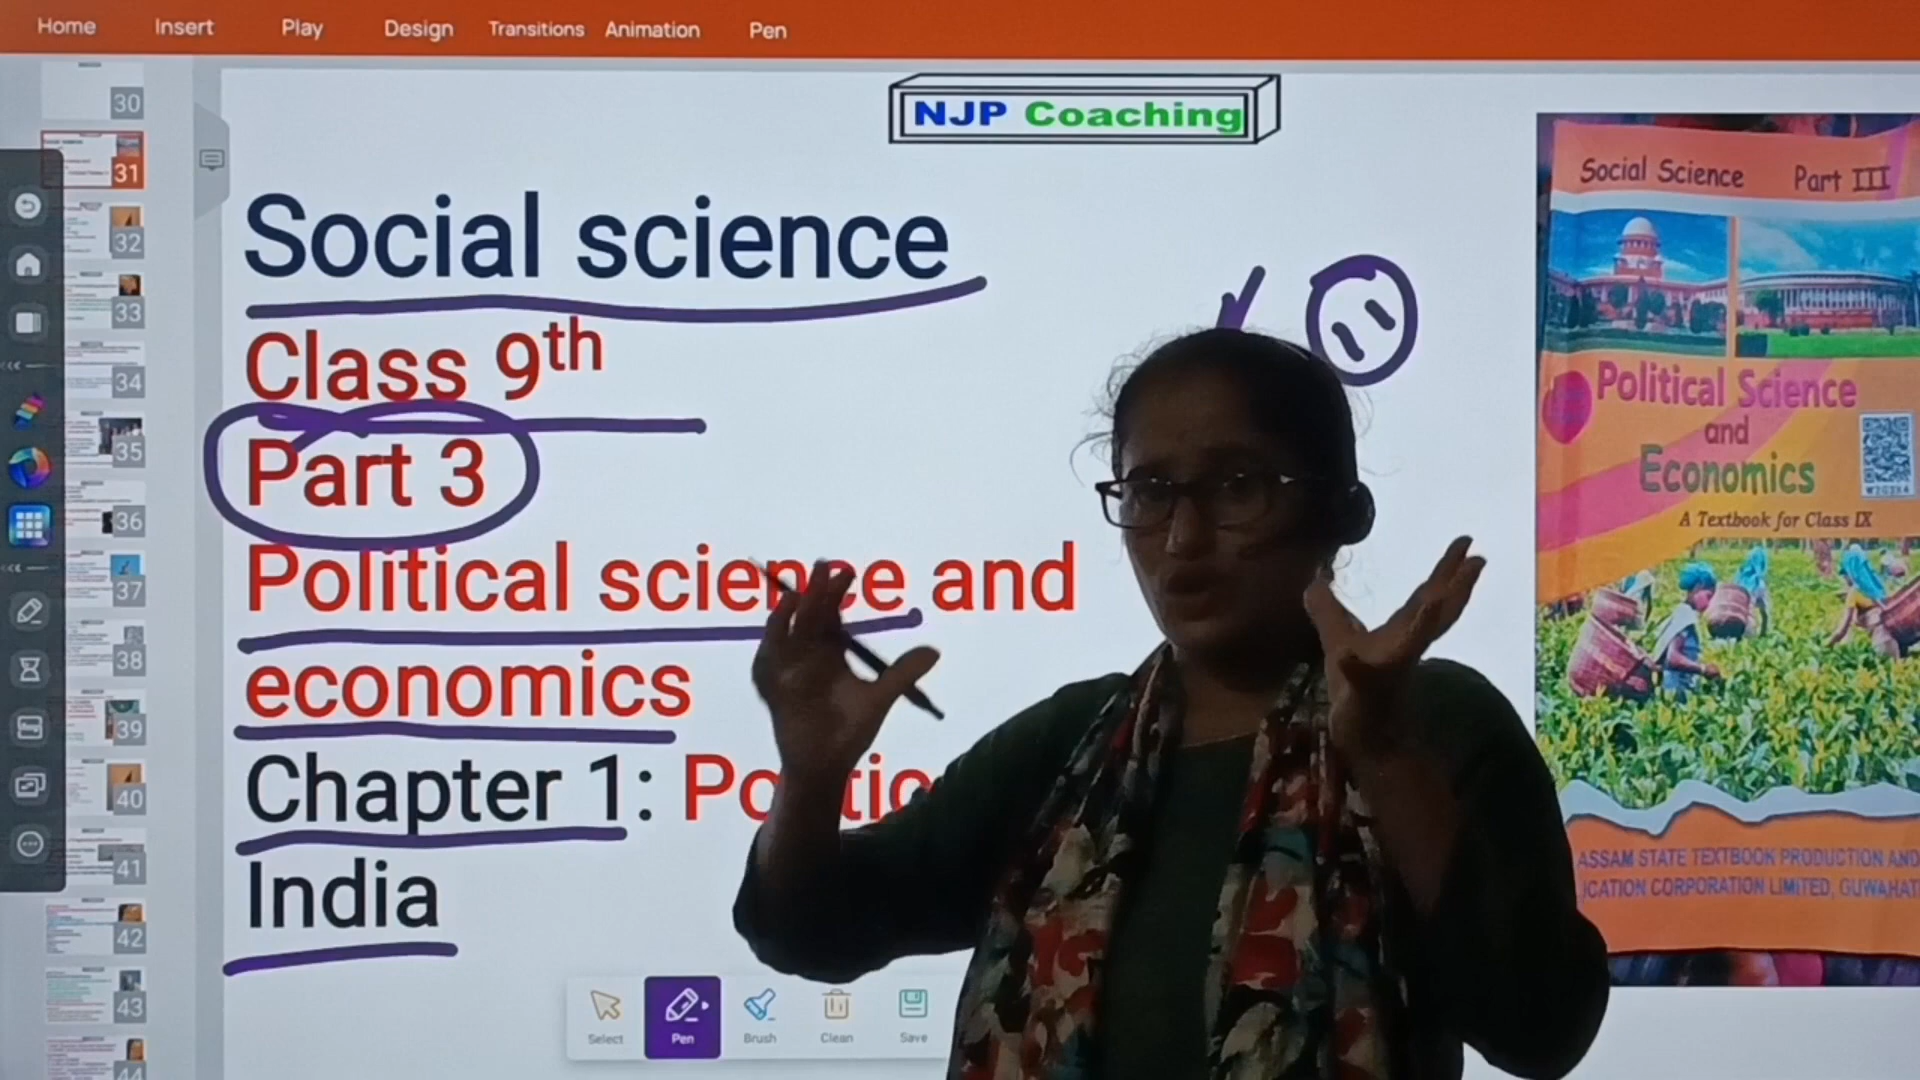 Home Insert Play Design Transitions Animation Pen
30
31
32
33
34
35
36
37
38
39
40
41
42
43
44
NJP Coaching
Social science
Class 9th
Part 3
Political science and
economics
Chapter 1:
India
Select Pen Brush Clean Save
Social Science Part III
Political Science
and
Economics
A Textbook for Class IX
ASSAM STATE TEXTBOOK PRODUCTION AND
CORPORATION LIMITED,